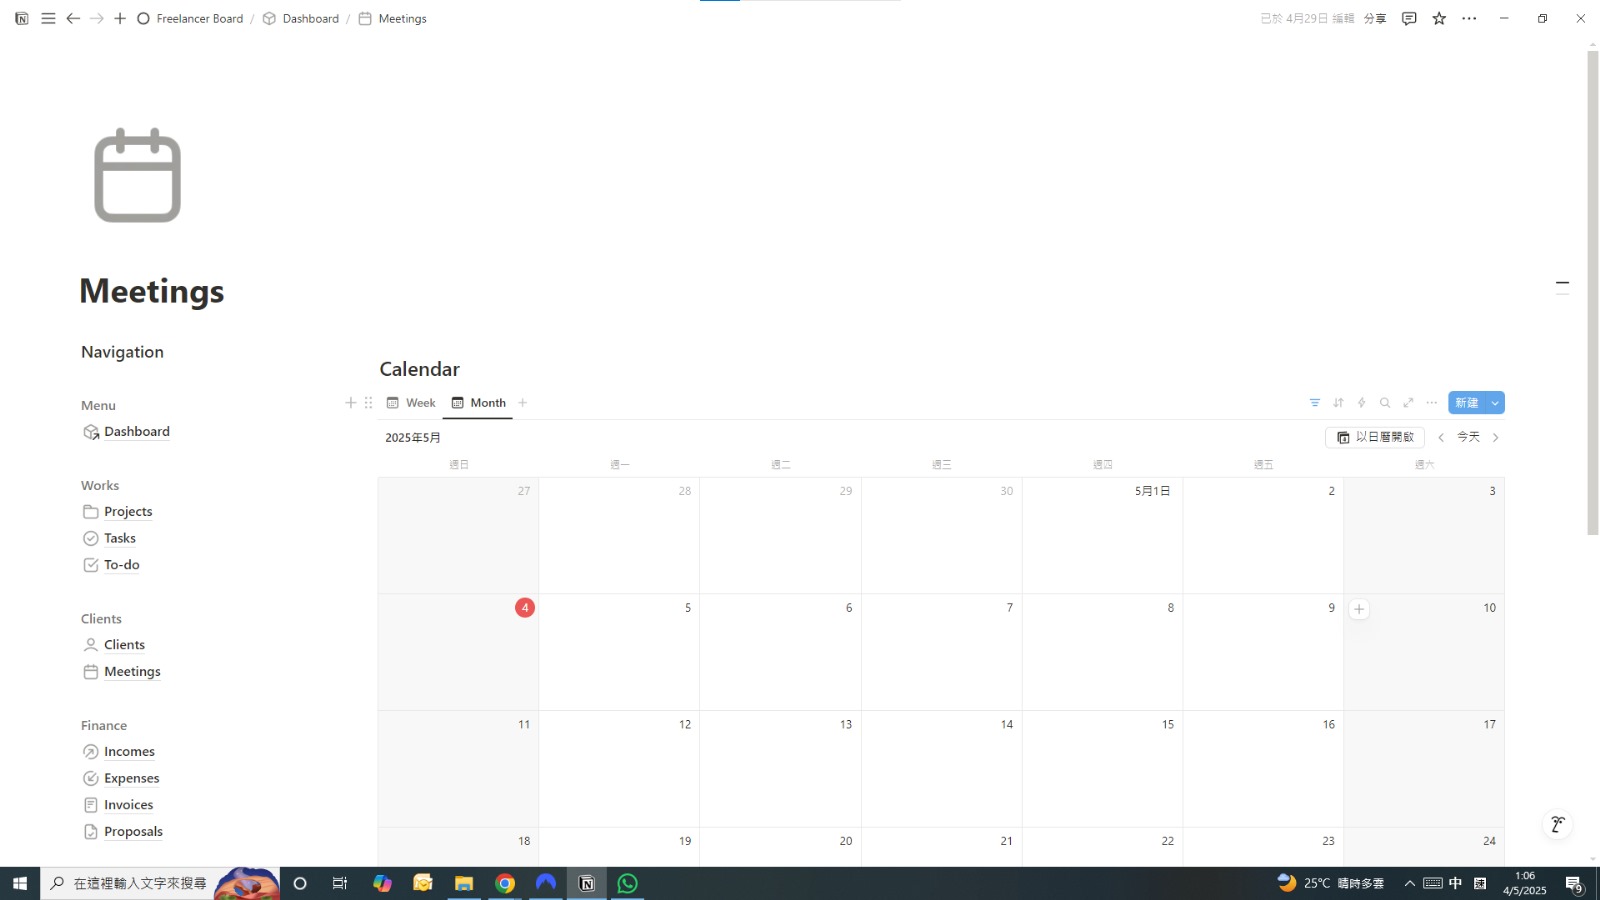 Freelancer Board / Dashboard / Meetings
已於 4月29日 編輯 分享
Meetings
Navigation
Menu
Dashboard
Works
Projects
Tasks
To-do
Clients
Clients
Meetings
Finance
Incomes
Expenses
Invoices
Proposals
Calendar
Week Month
新建
2025年5月
以日曆開啟 今天
週日 週一 週二 週三 週四 週五 週六
27 28 29 30 5月1日 2 3
4 5 6 7 8 9 10
11 12 13 14 15 16 17
18 19 20 21 22 23 24
在這裡輸入文字來搜尋
25°C 晴時多雲
中
速
1:06
4/5/2025
9